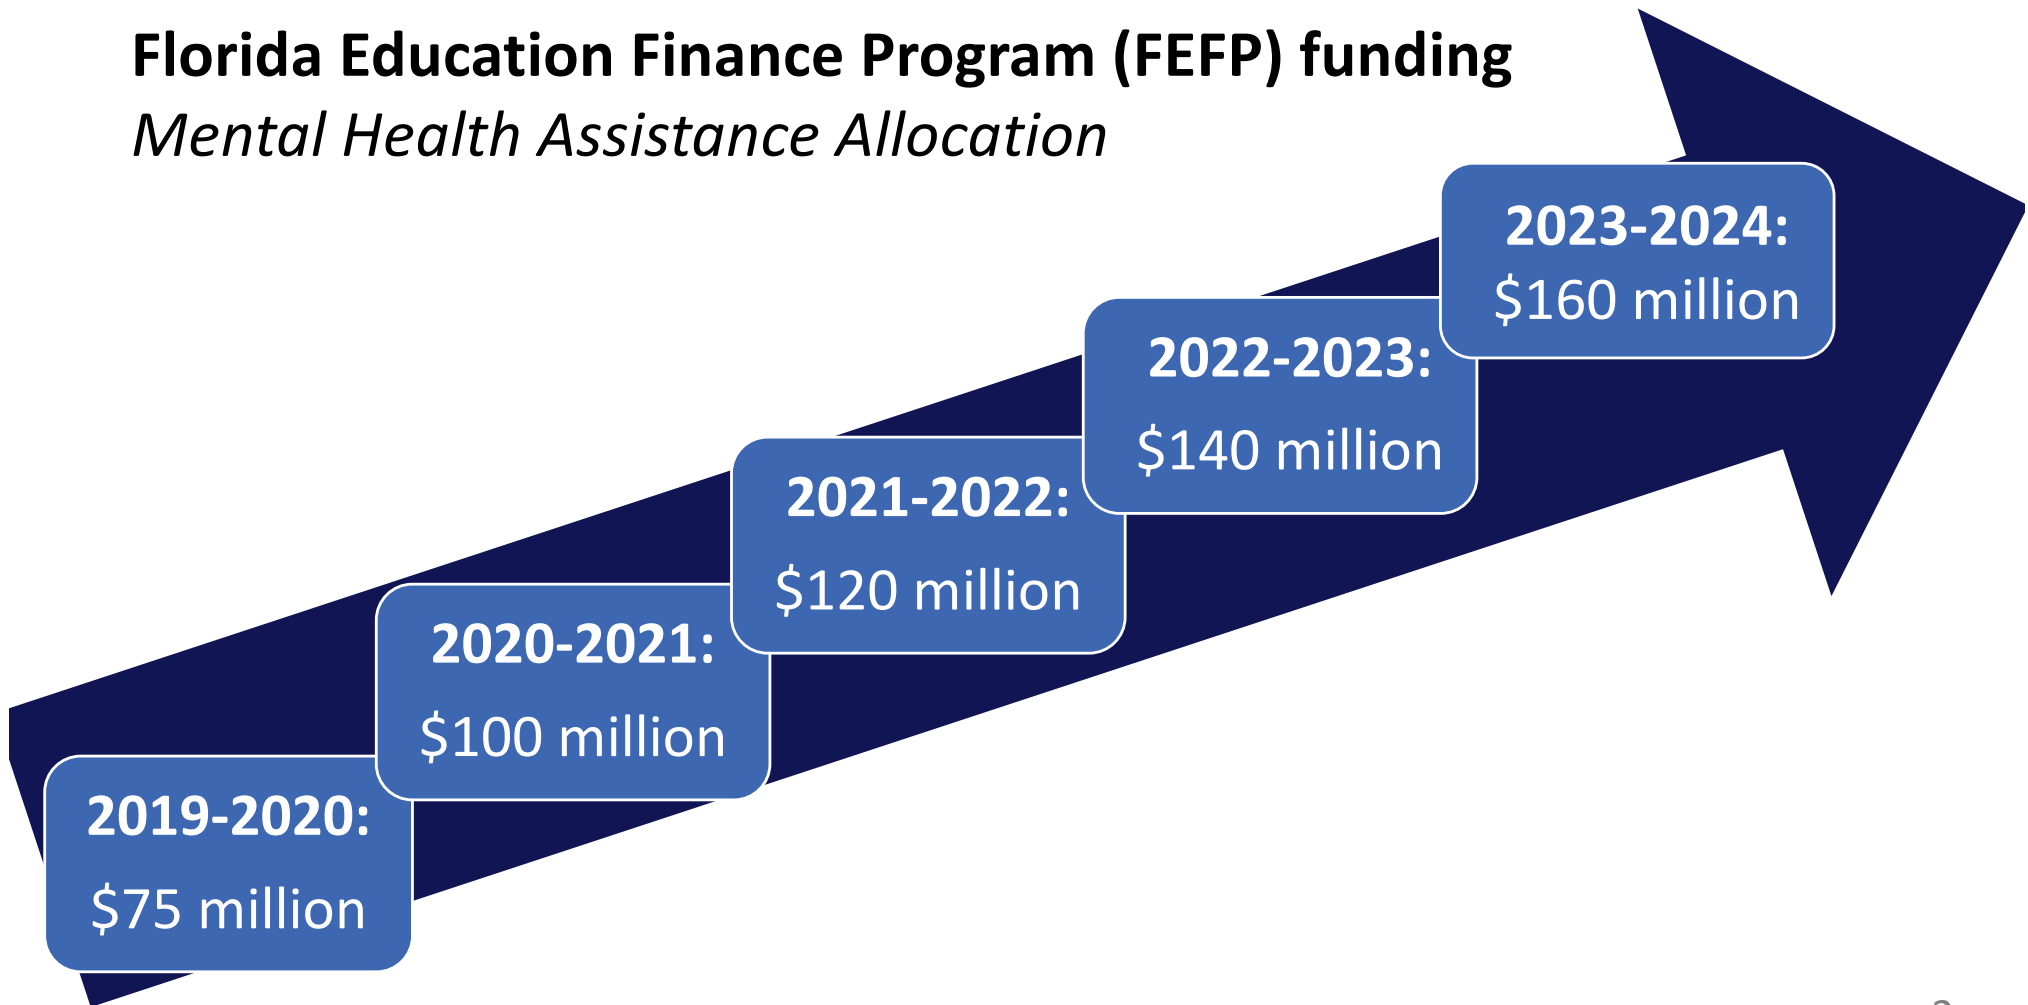 Florida Education Finance Program (FEFP) funding
Mental Health Assistance Allocation
2023-2024:
$160 million
2022-2023:
$140 million
2021-2022:
$120 million
2020-2021:
$100 million
2019-2020:
$75 million